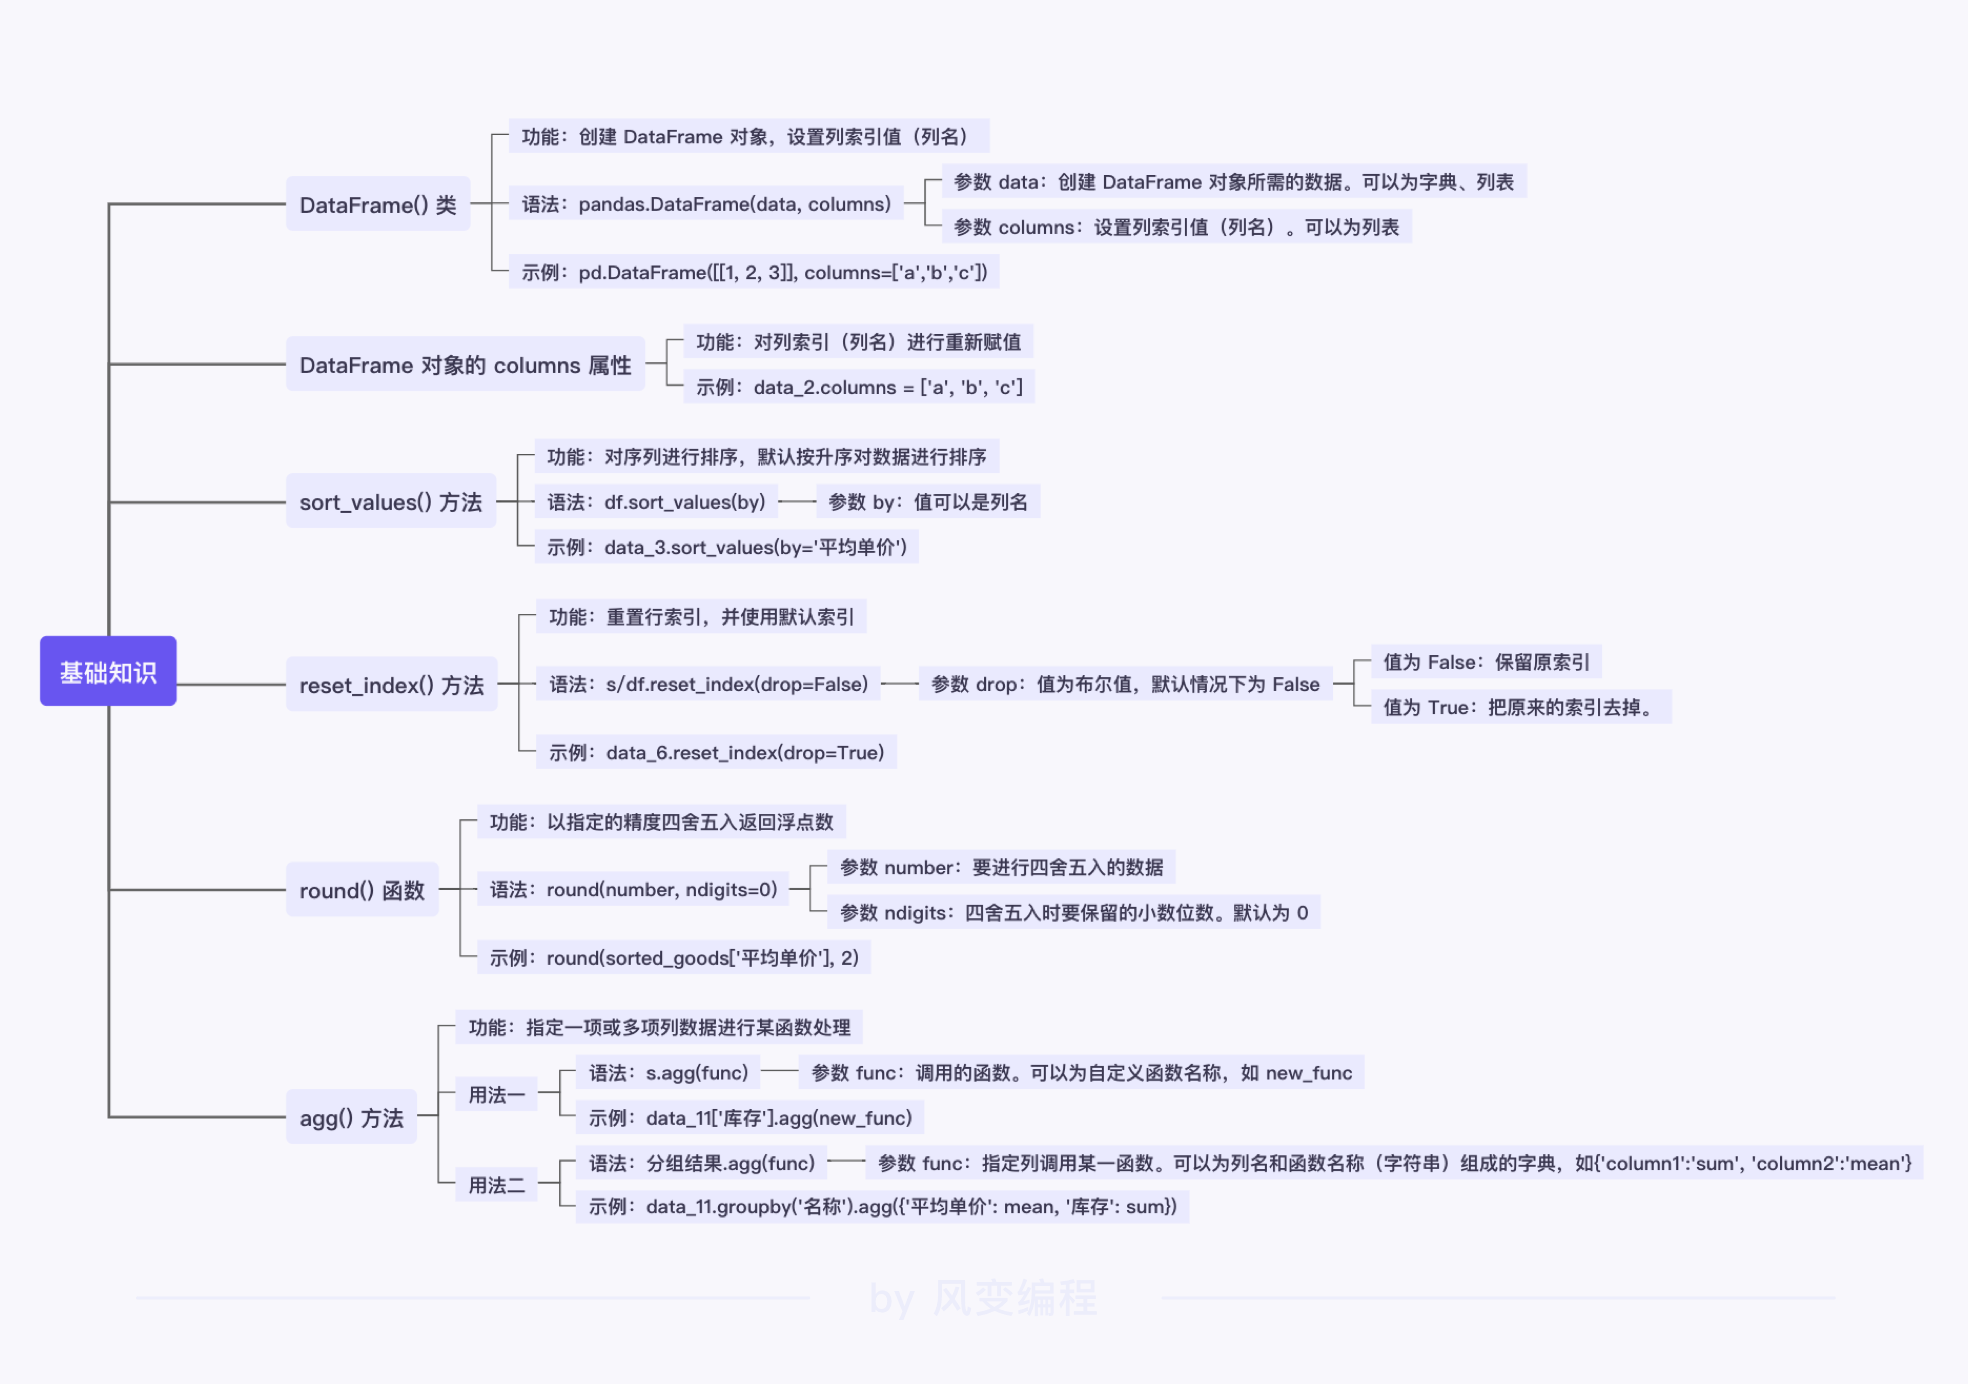 基础知识
DataFrame() 类
功能：创建 DataFrame 对象，设置列索引值（列名）
语法：pandas.DataFrame(data, columns)
参数 data：创建 DataFrame 对象所需的数据。可以为字典、列表
参数 columns：设置列索引值（列名）。可以为列表
示例：pd.DataFrame([[1, 2, 3]], columns=['a','b','c'])
DataFrame 对象的 columns 属性
功能：对列索引（列名）进行重新赋值
示例：data_2.columns = ['a', 'b', 'c']
sort_values() 方法
功能：对序列进行排序，默认按升序对数据进行排序
语法：df.sort_values(by)
参数 by：值可以是列名
示例：data_3.sort_values(by='平均单价')
reset_index() 方法
功能：重置行索引，并使用默认索引
语法：s/df.reset_index(drop=False)
参数 drop：值为布尔值，默认情况下为 False
值为 False：保留原索引
值为 True：把原来的索引去掉。
示例：data_6.reset_index(drop=True)
round() 函数
功能：以指定的精度四舍五入返回浮点数
语法：round(number, ndigits=0)
参数 number：要进行四舍五入的数据
参数 ndigits：四舍五入时要保留的小数位数。默认为 0
示例：round(sorted_goods['平均单价'], 2)
agg() 方法
功能：指定一项或多项列数据进行某函数处理
用法一
语法：s.agg(func)
参数 func：调用的函数。可以为自定义函数名称，如 new_func
示例：data_11['库存'].agg(new_func)
用法二
语法：分组结果.agg(func)
参数 func：指定列调用某一函数。可以为列名和函数名称（字符串）组成的字典，如{'column1':'sum', 'column2':'mean'}
示例：data_11.groupby('名称').agg({'平均单价': mean, '库存': sum})
by 风变编程